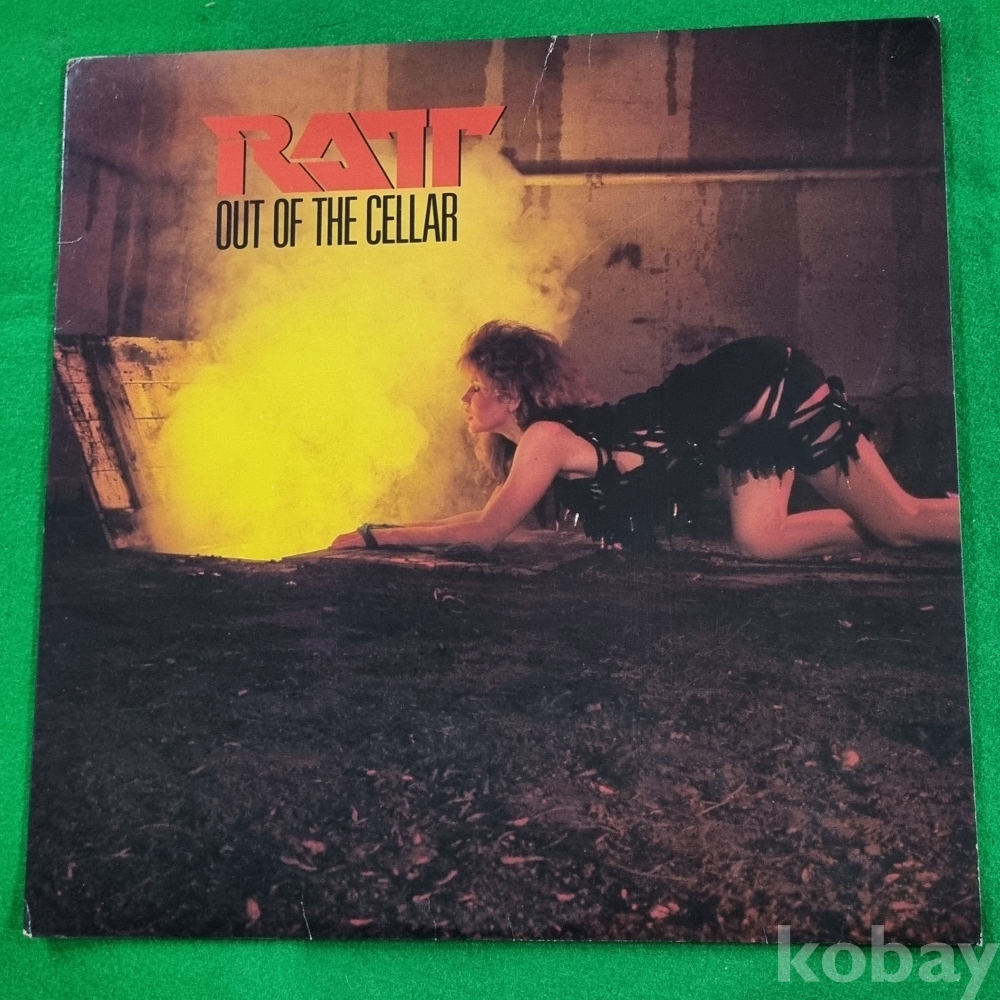 RATT
OUT OF THE CELLAR
kobay